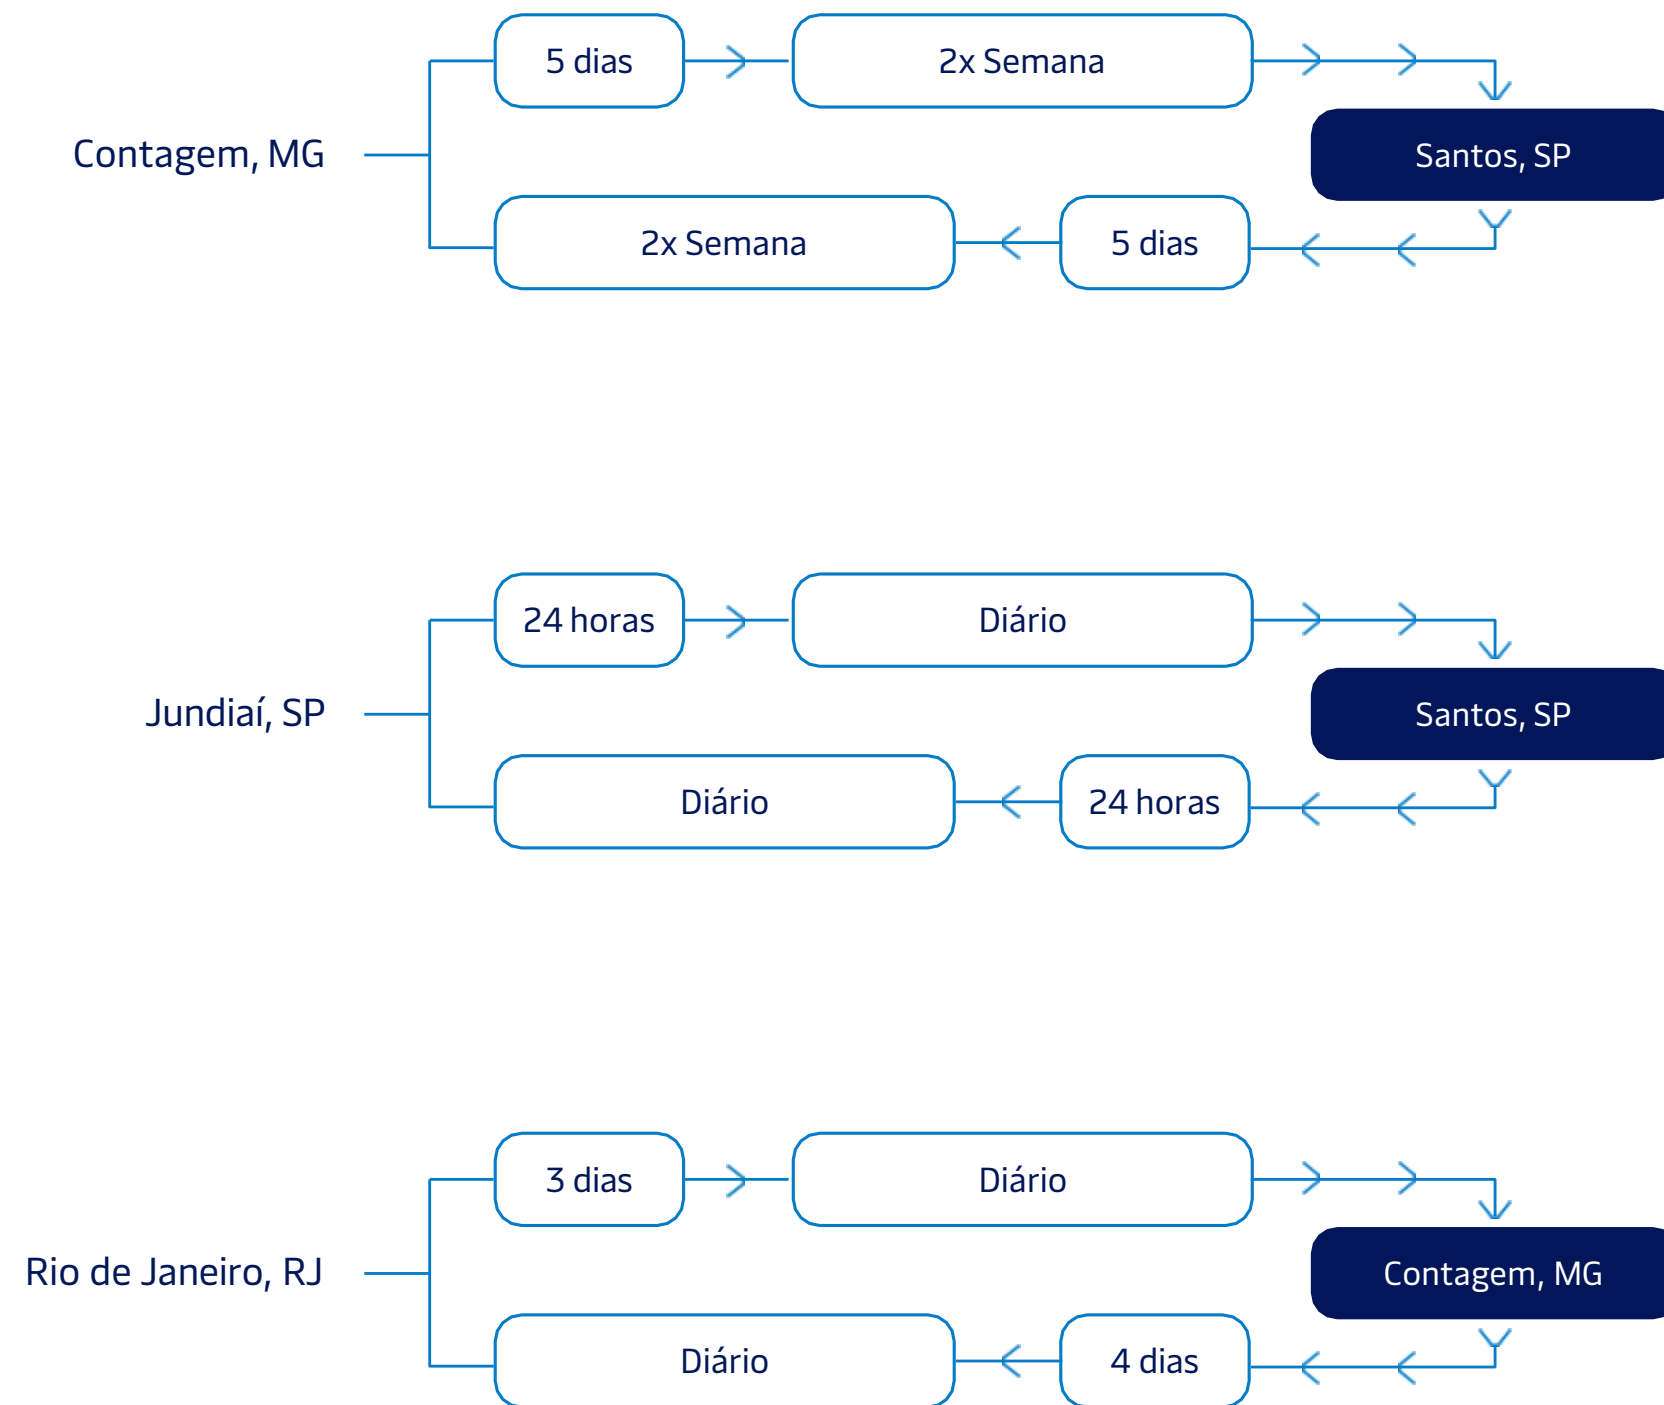 5 dias
2x Semana
Contagem, MG
Santos, SP
2x Semana
5 dias
24 horas
Diário
Jundiaí, SP
Santos, SP
Diário
24 horas
3 dias
Diário
Rio de Janeiro, RJ
Contagem, MG
Diário
4 dias